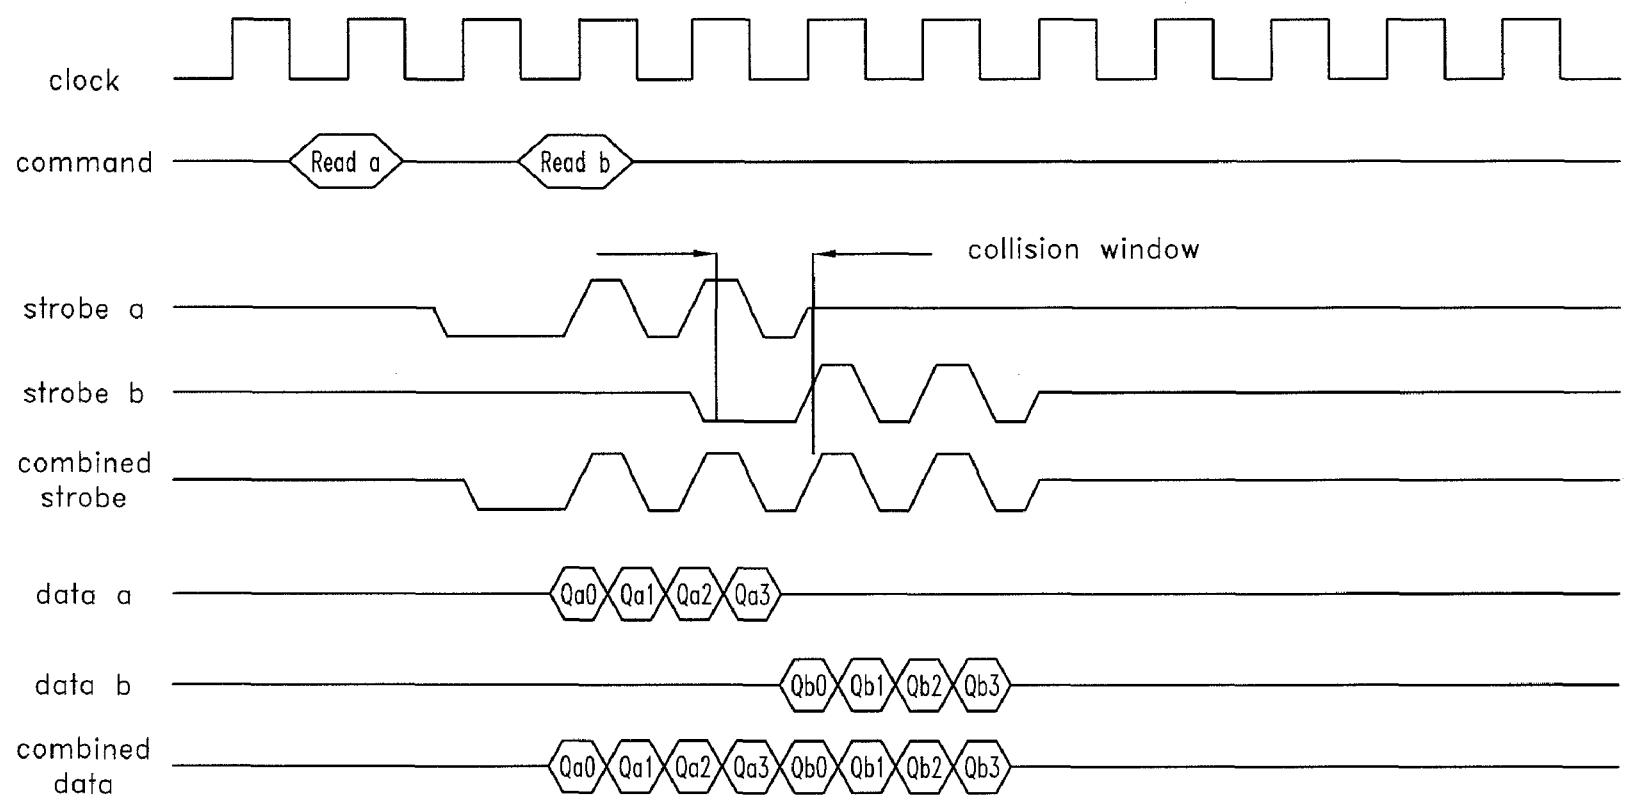 clock
command
Read a
Read b
collision window
strobe a
strobe b
combined
strobe
data a
Qa0 Qa1 Qa2 Qa3
data b
Qb0 Qb1 Qb2 Qb3
combined
data
Qa0 Qa1 Qa2 Qa3 Qb0 Qb1 Qb2 Qb3